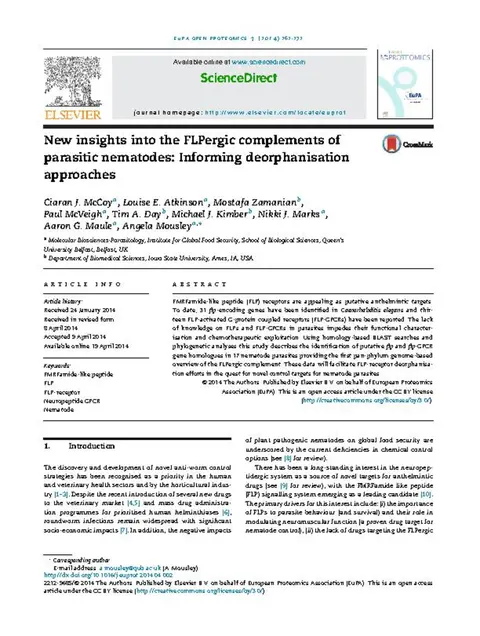 EUPA OPEN PROTEOMICS 3 (2014) 262–272
Available online at www.sciencedirect.com
ScienceDirect
journal homepage: http://www.elsevier.com/locate/euprot
ELSEVIER
PROTEOMICS
EuPA
New insights into the FLPergic complements of
parasitic nematodes: Informing deorphanisation
approaches
CrossMark
Ciaran J. McCoy a, Louise E. Atkinson a, Mostafa Zamanian b,
Paul McVeigh a, Tim A. Day b, Michael J. Kimber b, Nikki J. Marks a,
Aaron G. Maule a, Angela Mousley a,*
a Molecular Biosciences-Parasitology, Institute for Global Food Security, School of Biological Sciences, Queen's
University Belfast, Belfast, UK
b Department of Biomedical Sciences, Iowa State University, Ames, IA, USA
ARTICLE INFO
Article history:
Received 24 January 2014
Received in revised form
8 April 2014
Accepted 9 April 2014
Available online 19 April 2014
Keywords:
FMRFamide-like peptide
FLP
FLP-receptor
Neuropeptide GPCR
Nematode
ABSTRACT
FMRFamide-like peptide (FLP) receptors are appealing as putative anthelmintic targets.
To date, 31 flp-encoding genes have been identified in Caenorhabditis elegans and thir-
teen FLP-activated G-protein coupled receptors (FLP-GPCRs) have been reported. The lack
of knowledge on FLPs and FLP-GPCRs in parasites impedes their functional character-
isation and chemotherapeutic exploitation. Using homology-based BLAST searches and
phylogenetic analyses this study describes the identification of putative flp and flp-GPCR
gene homologues in 17 nematode parasites providing the first pan-phylum genome-based
overview of the FLPergic complement. These data will facilitate FLP-receptor deorphanisa-
tion efforts in the quest for novel control targets for nematode parasites.
© 2014 The Authors. Published by Elsevier B.V. on behalf of European Proteomics
Association (EuPA). This is an open access article under the CC BY license
(http://creativecommons.org/licenses/by/3.0/).
1. Introduction
The discovery and development of novel anti-worm control
strategies has been recognised as a priority in the human
and veterinary health sectors and by the horticultural indus-
try [1–3]. Despite the recent introduction of several new drugs
to the veterinary market [4,5] and mass drug administra-
tion programmes for prioritised human helminthiases [6],
roundworm infections remain widespread with significant
socio-economic impacts [7]. In addition, the negative impacts
of plant pathogenic nematodes on global food security are
underscored by the current deficiencies in chemical control
options (see [8] for review).
There has been a long-standing interest in the neuropep-
tidergic system as a source of novel targets for anthelmintic
drugs (see [9] for review), with the FMRFamide like peptide
(FLP) signalling system emerging as a leading candidate [10].
The primary drivers for this interest include: (i) the importance
of FLPs to parasite behaviour (and survival) and their role in
modulating neuromuscular function (a proven drug target for
nematode control), (ii) the lack of drugs targeting the FLPergic
* Corresponding author.
E-mail address: a.mousley@qub.ac.uk (A. Mousley).
http://dx.doi.org/10.1016/j.euprot.2014.04.002
2212-9685/© 2014 The Authors. Published by Elsevier B.V. on behalf of European Proteomics Association (EuPA). This is an open access
article under the CC BY license (http://creativecommons.org/licenses/by/3.0/).